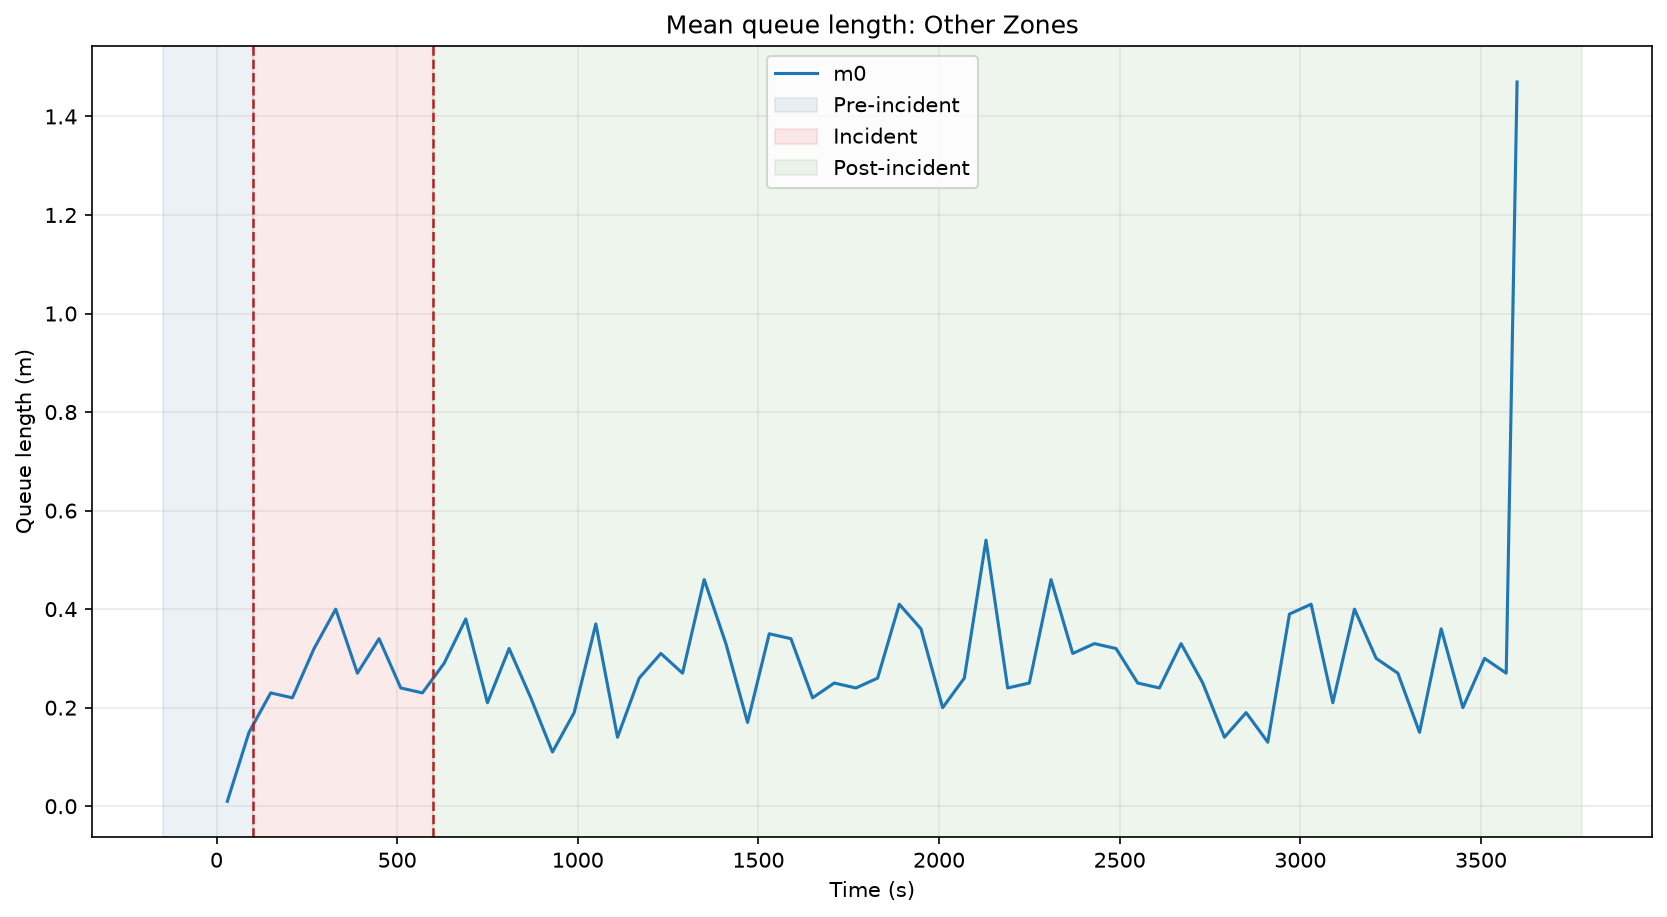 Mean queue length: Other Zones
m0
Pre-incident
Incident
Post-incident
Queue length (m)
1.4
1.2
1.0
0.8
0.6
0.4
0.2
0.0
0 500 1000 1500 2000 2500 3000 3500
Time (s)